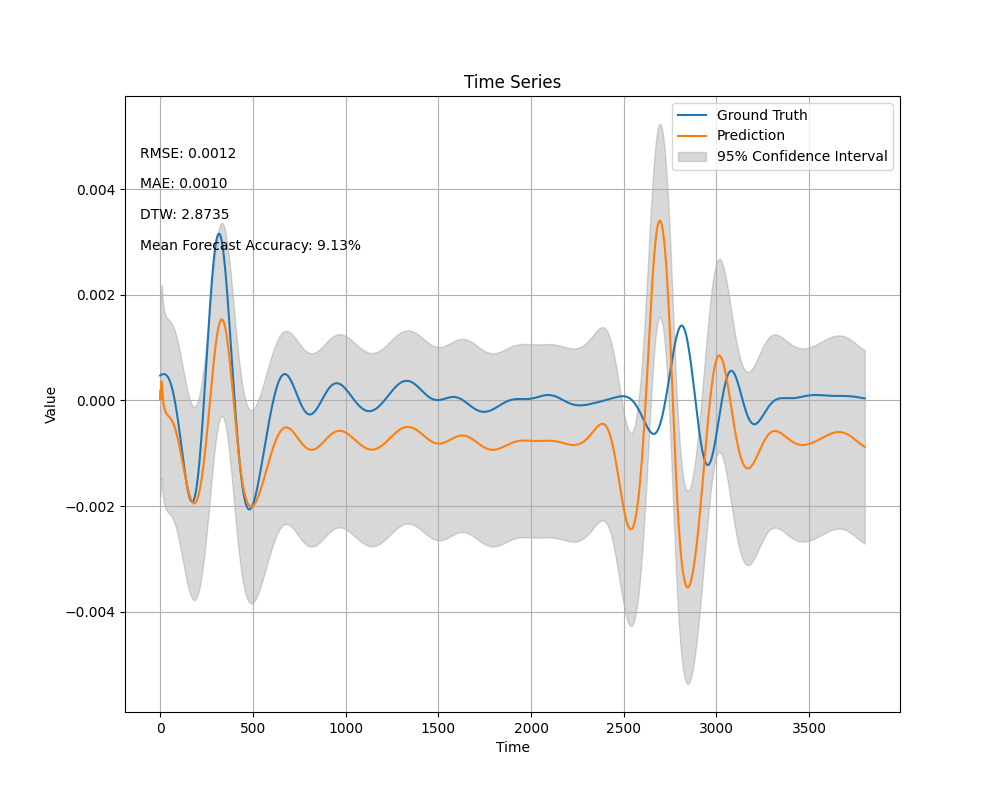 Time Series
Ground Truth
Prediction
95% Confidence Interval
RMSE: 0.0012
MAE: 0.0010
DTW: 2.8735
Mean Forecast Accuracy: 9.13%
Value
0.004
0.002
0.000
−0.002
−0.004
0 500 1000 1500 2000 2500 3000 3500
Time